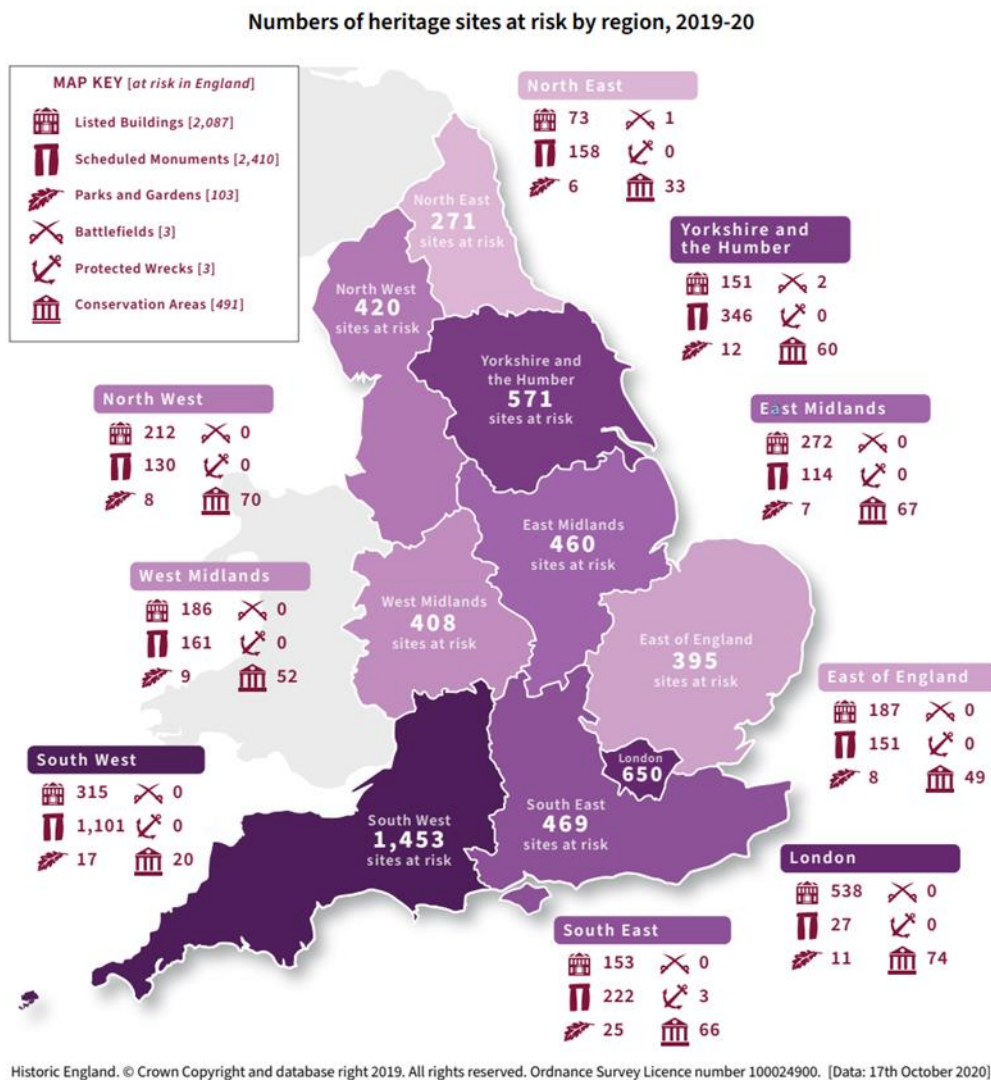 Numbers of heritage sites at risk by region, 2019-20
MAP KEY [at risk in England]
Listed Buildings [2,087]
Scheduled Monuments [2,410]
Parks and Gardens [103]
Battlefields [3]
Protected Wrecks [3]
Conservation Areas [491]
North East
73 1
158 0
6 33
North East
271
sites at risk
Yorkshire and
the Humber
151 2
346 0
12 60
North West
420
sites at risk
Yorkshire and
the Humber
571
sites at risk
North West
212 0
130 0
8 70
East Midlands
272 0
114 0
7 67
East Midlands
460
sites at risk
West Midlands
186 0
161 0
9 52
West Midlands
408
sites at risk
East of England
395
sites at risk
East of England
187 0
151 0
8 49
South West
315 0
1,101 0
17 20
London
650
South West
1,453
sites at risk
South East
469
sites at risk
London
538 0
27 0
11 74
South East
153 0
222 3
25 66
Historic England. © Crown Copyright and database right 2019. All rights reserved. Ordnance Survey Licence number 100024900. [Data: 17th October 2020]